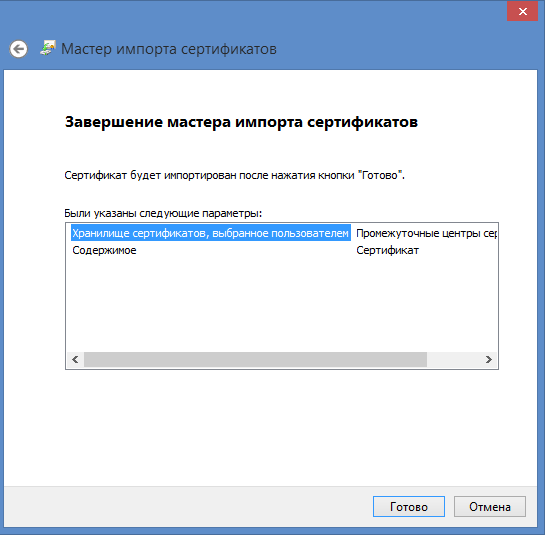 Мастер импорта сертификатов
Завершение мастера импорта сертификатов
Сертификат будет импортирован после нажатия кнопки "Готово".
Были указаны следующие параметры:
Хранилище сертификатов, выбранное пользователем Промежуточные центры сер
Содержимое Сертификат
Готово Отмена